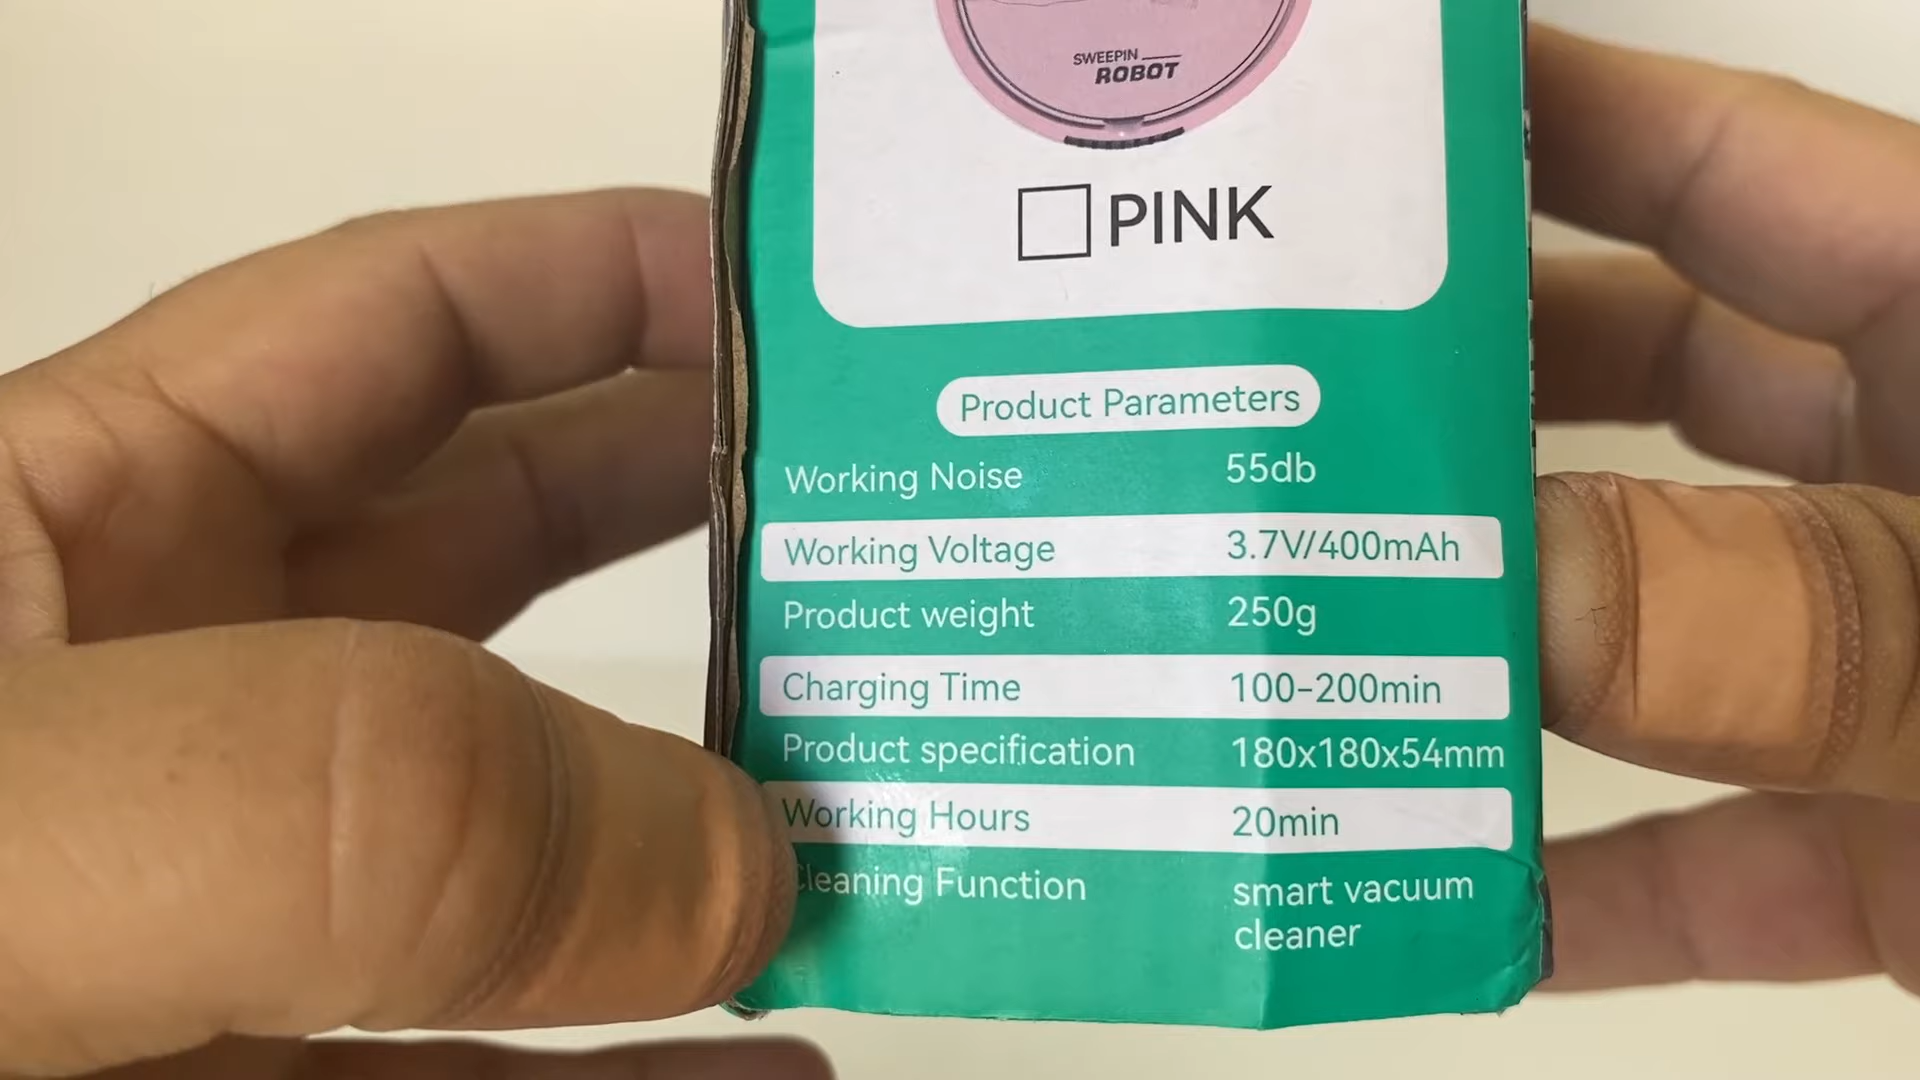 SWEEPIN
ROBOT
PINK
Product Parameters
Working Noise 55db
Working Voltage 3.7V/400mAh
Product weight 250g
Charging Time 100-200min
Product specification 180x180x54mm
Working Hours 20min
Cleaning Function smart vacuum
cleaner